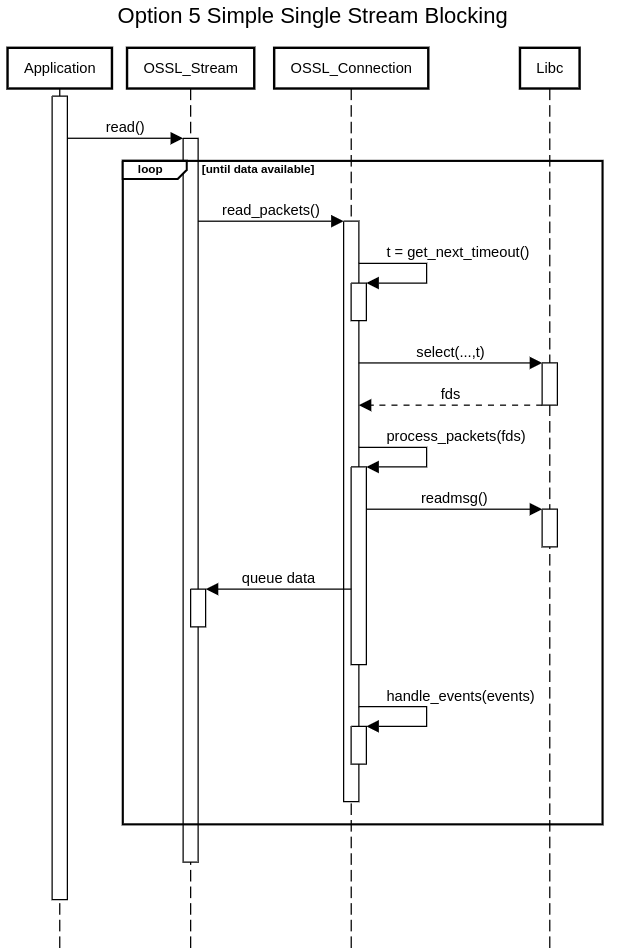 Option 5 Simple Single Stream Blocking
Application
OSSL_Stream
OSSL_Connection
Libc
read()
loop
[until data available]
read_packets()
t = get_next_timeout()
select(...,t)
fds
process_packets(fds)
readmsg()
queue data
handle_events(events)